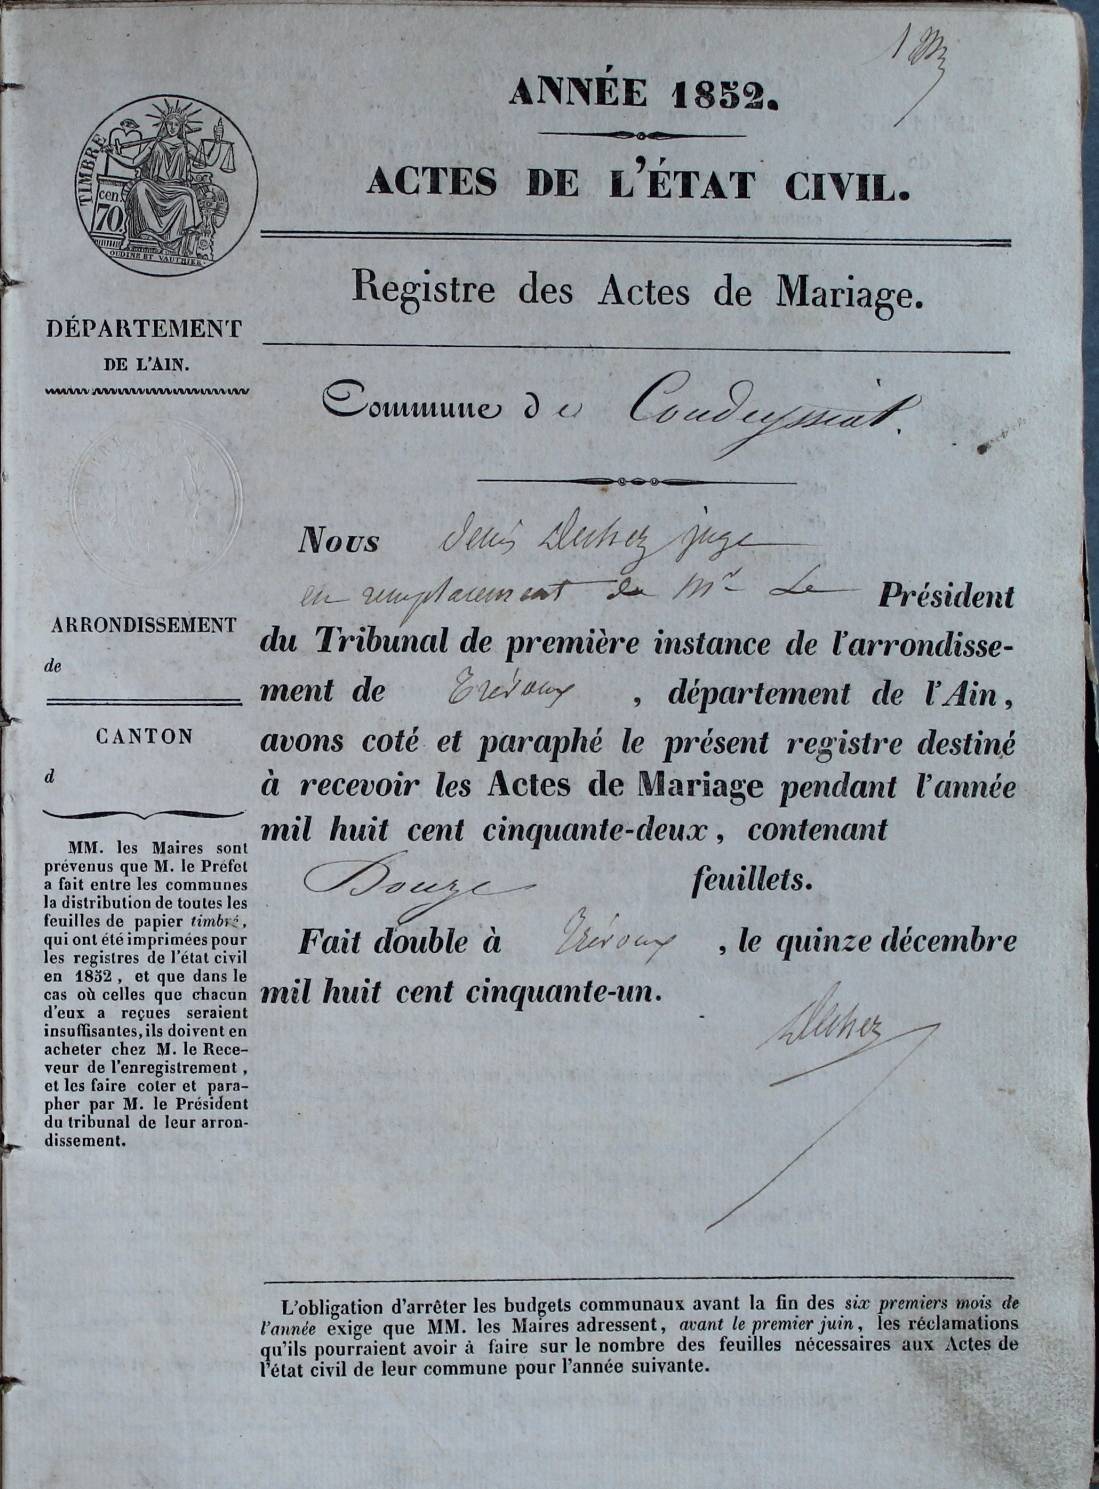 1
ANNÉE 1852.
ACTES DE L'ÉTAT CIVIL.
TIMBRE
cen.
70.
OUDINÉ ET VAUTHIER.
Registre des Actes de Mariage.
DÉPARTEMENT
DE L'AIN.
Commune de Condeyssiat.
Nous Denis Duchez juge
en remplacement de Mr Le Président
du Tribunal de première instance de l'arrondisse-
ment de Trévoux, département de l'Ain,
avons coté et paraphé le présent registre destiné
à recevoir les Actes de Mariage pendant l'année
mil huit cent cinquante-deux, contenant
Douze feuillets.
Fait double à Trévoux, le quinze décembre
mil huit cent cinquante-un.
ARRONDISSEMENT
de
CANTON
d
MM. les Maires sont
prévenus que M. le Préfet
a fait entre les communes
la distribution de toutes les
feuilles de papier timbré,
qui ont été imprimées pour
les registres de l'état civil
en 1852, et que dans le
cas où celles que chacun
d'eux a reçues seraient
insuffisantes, ils doivent en
acheter chez M. le Rece-
veur de l'enregistrement,
et les faire coter et para-
pher par M. le Président
du tribunal de leur arron-
dissement.
Duchez
L'obligation d'arrêter les budgets communaux avant la fin des six premiers mois de
l'année exige que MM. les Maires adressent, avant le premier juin, les réclamations
qu'ils pourraient avoir à faire sur le nombre des feuilles nécessaires aux Actes de
l'état civil de leur commune pour l'année suivante.